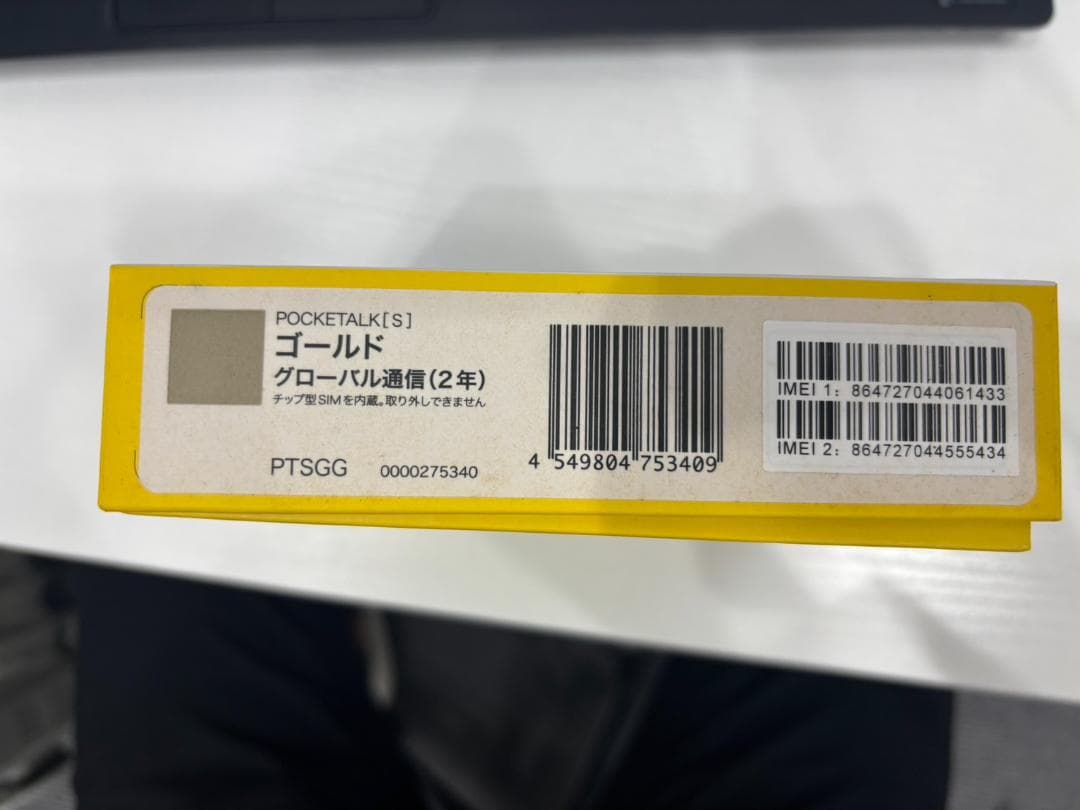 POCKETALK[S]
ゴールド
グローバル通信(2年)
チップ型SIMを内蔵。取り外しできません
PTSGG 0000275340
4 549804 753409
IMEI 1: 864727044061433
IMEI 2: 864727044555434